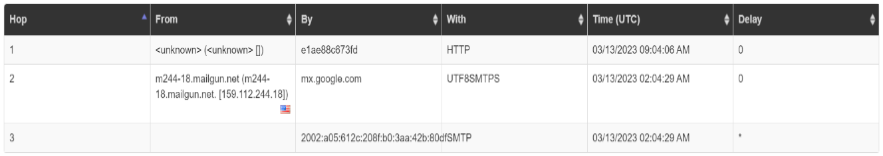 Hop From By With Time (UTC) Delay
1 <unknown> (<unknown> []) e1ae88c673fd HTTP 03/13/2023 09:04:06 AM 0
2 m244-18.mailgun.net (m244- mx.google.com UTF8SMTPS 03/13/2023 02:04:29 AM 0
18.mailgun.net. [159.112.244.18])
3 2002:a05:612c:208f:b0:3aa:42b:80df SMTP 03/13/2023 02:04:29 AM *